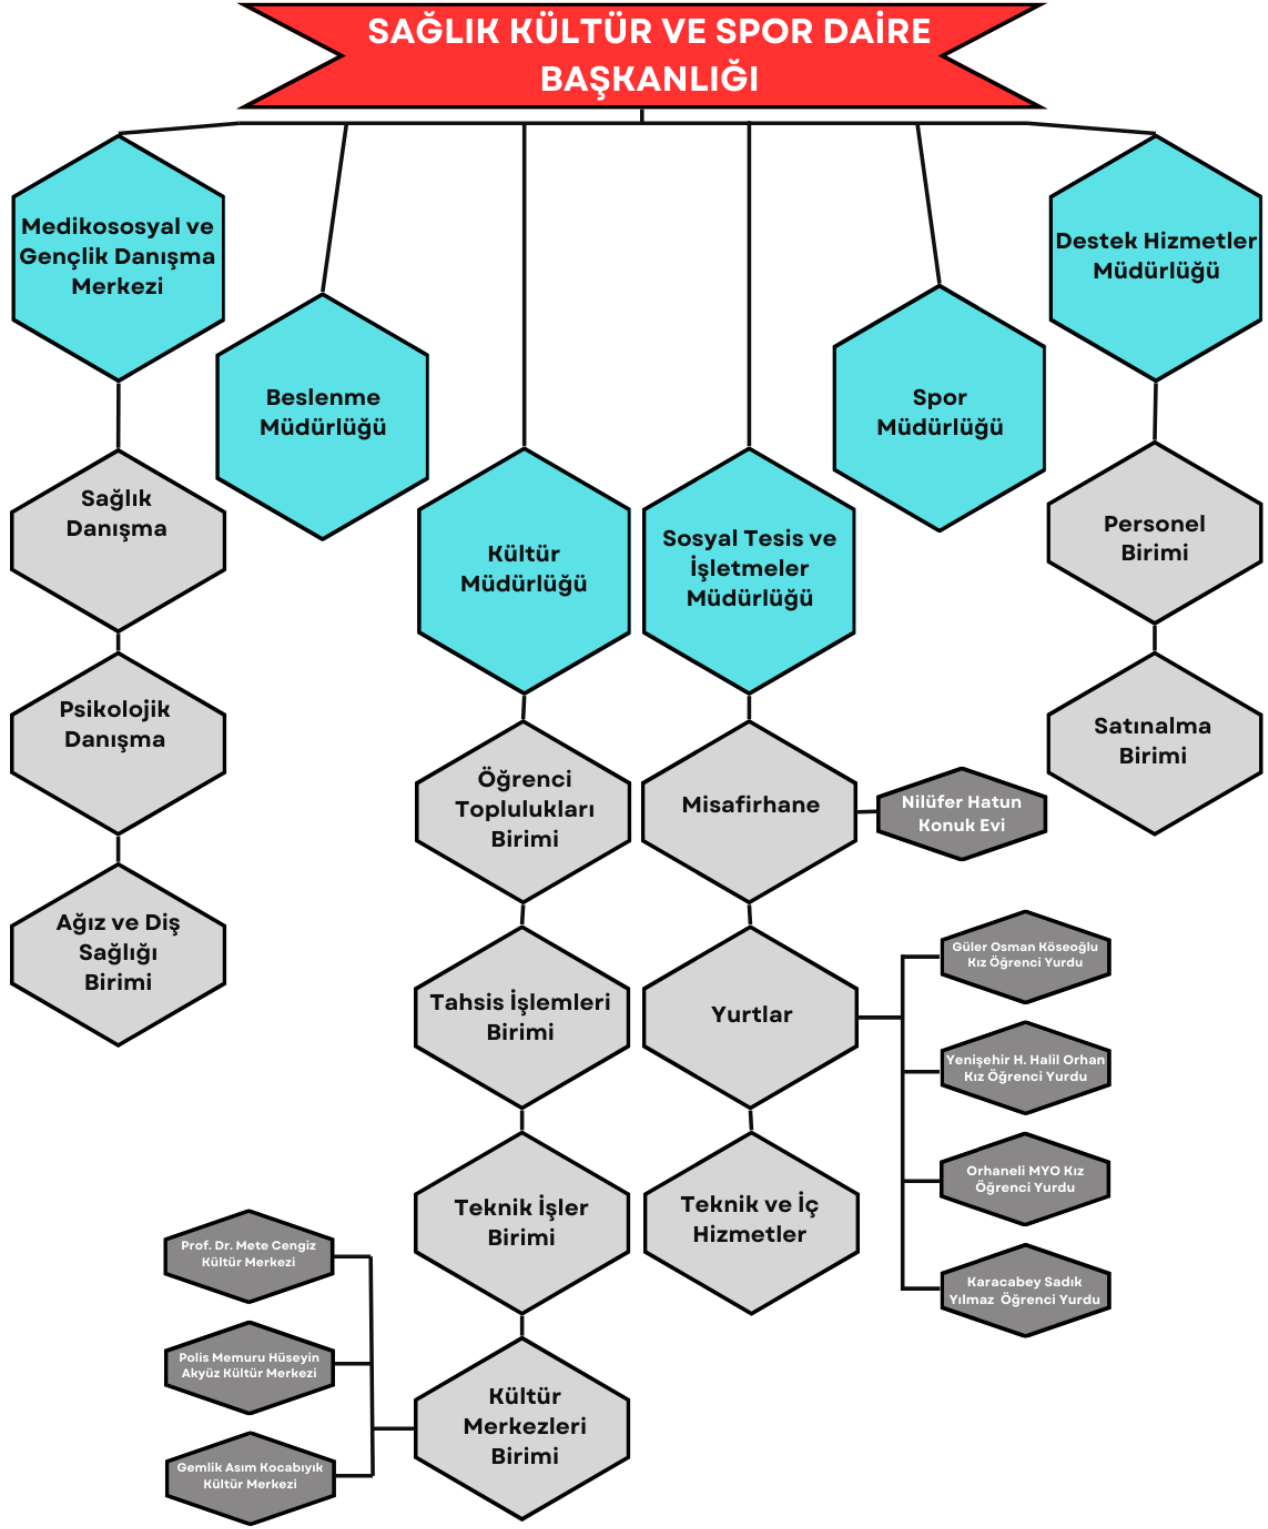 SAĞLIK KÜLTÜR VE SPOR DAİRE
BAŞKANLIĞI
Medikososyal ve
Gençlik Danışma
Merkezi
Sağlık
Danışma
Psikolojik
Danışma
Ağız ve Diş
Sağlığı
Birimi
Beslenme
Müdürlüğü
Kültür
Müdürlüğü
Öğrenci
Toplulukları
Birimi
Tahsis İşlemleri
Birimi
Teknik İşler
Birimi
Kültür
Merkezleri
Birimi
Prof. Dr. Mete Cengiz
Kültür Merkezi
Polis Memuru Hüseyin
Akyüz Kültür Merkezi
Gemlik Asım Kocabıyık
Kültür Merkezi
Sosyal Tesis ve
İşletmeler
Müdürlüğü
Misafirhane
Nilüfer Hatun
Konuk Evi
Yurtlar
Güler Osman Köseoğlu
Kız Öğrenci Yurdu
Yenişehir H. Halil Orhan
Kız Öğrenci Yurdu
Orhaneli MYO Kız
Öğrenci Yurdu
Karacabey Sadık
Yılmaz Öğrenci Yurdu
Teknik ve İç
Hizmetler
Spor
Müdürlüğü
Destek Hizmetler
Müdürlüğü
Personel
Birimi
Satınalma
Birimi